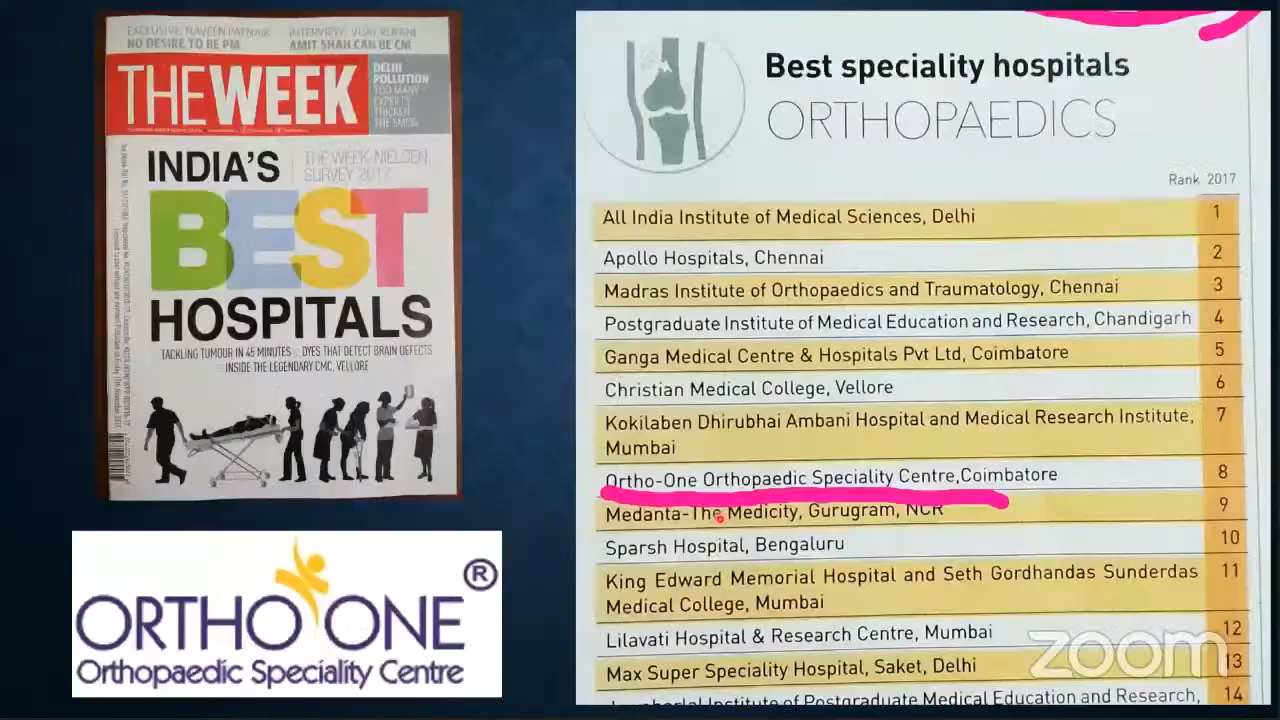 EXCLUSIVE: NAVEEN PATNAIK
NO DESIRE TO BE PM
INTERVIEW: VIJAY RUPANI
AMIT SHAH CAN BE CM
THE WEEK
DELHI
POLLUTION
TOO MANY
EXPERTS
THICKEN
THE SMOG
INDIA'S
THE WEEK-NIELSEN
SURVEY 2017
BEST
HOSPITALS
TACKLING TUMOUR IN 45 MINUTES :: DYES THAT DETECT BRAIN DEFECTS
:: INSIDE THE LEGENDARY CMC, VELLORE
ORTHO ONE ®
Orthopaedic Speciality Centre
Best speciality hospitals
ORTHOPAEDICS
Rank 2017
All India Institute of Medical Sciences, Delhi 1
Apollo Hospitals, Chennai 2
Madras Institute of Orthopaedics and Traumatology, Chennai 3
Postgraduate Institute of Medical Education and Research, Chandigarh 4
Ganga Medical Centre & Hospitals Pvt Ltd, Coimbatore 5
Christian Medical College, Vellore 6
Kokilaben Dhirubhai Ambani Hospital and Medical Research Institute, 7
Mumbai
Ortho-One Orthopaedic Speciality Centre,Coimbatore 8
Medanta-The Medicity, Gurugram, NCR 9
Sparsh Hospital, Bengaluru 10
King Edward Memorial Hospital and Seth Gordhandas Sunderdas 11
Medical College, Mumbai
Lilavati Hospital & Research Centre, Mumbai 12
Max Super Speciality Hospital, Saket, Delhi 13
Institute of Postgraduate Medical Education and Research, 14
zoom